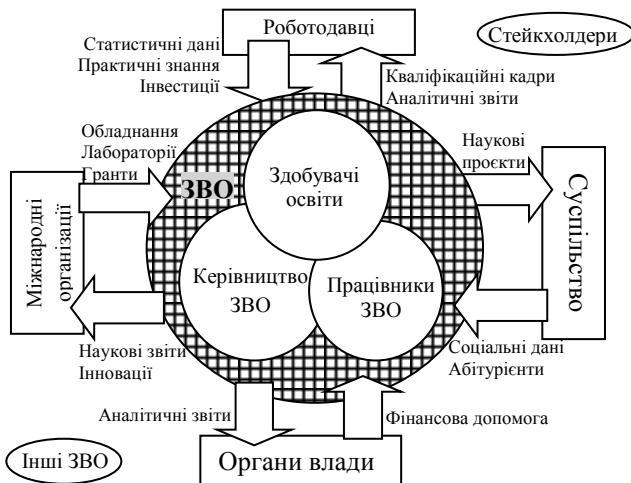 Роботодавці
Стейкхолдери
Статистичні дані
Практичні знання
Інвестиції
Кваліфікаційні кадри
Аналітичні звіти
Обладнання
Лабораторії
Гранти
Наукові
проєкти
ЗВО
Здобувачі
освіти
Міжнародні
організації
Суспільство
Керівництво
ЗВО
Працівники
ЗВО
Наукові звіти
Інновації
Соціальні дані
Абітурієнти
Аналітичні звіти
Фінансова допомога
Інші ЗВО
Органи влади